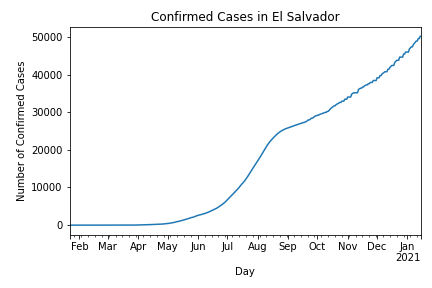 Confirmed Cases in El Salvador
Number of Confirmed Cases
50000
40000
30000
20000
10000
0
Feb Mar Apr May Jun Jul Aug Sep Oct Nov Dec Jan
2021
Day